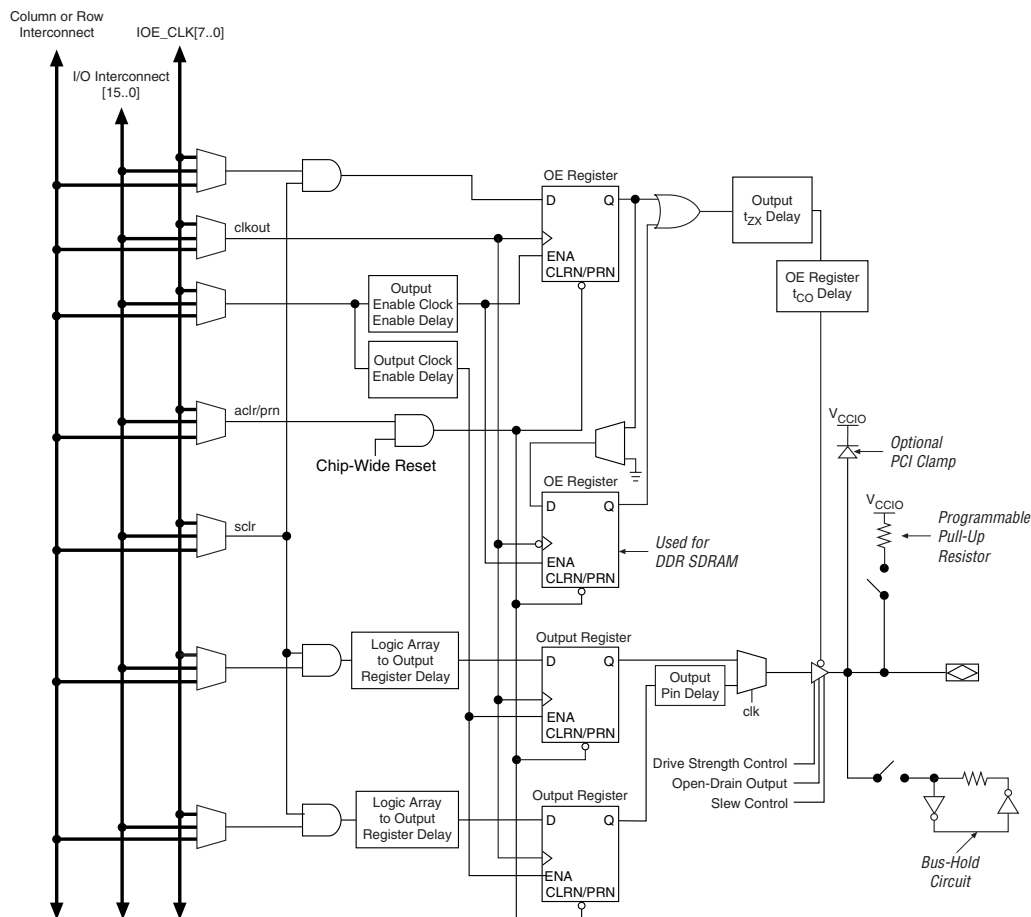 Column or Row
Interconnect
IOE_CLK[7..0]
I/O Interconnect
[15..0]
OE Register
D Q
ENA
CLRN/PRN
Output
tZX Delay
OE Register
tCO Delay
clkout
Output
Enable Clock
Enable Delay
Output Clock
Enable Delay
aclr/prn
Chip-Wide Reset
VCCIO
Optional
PCI Clamp
OE Register
D Q
ENA
CLRN/PRN
Used for
DDR SDRAM
VCCIO
Programmable
Pull-Up
Resistor
sclr
Logic Array
to Output
Register Delay
Output Register
D Q
ENA
CLRN/PRN
Output
Pin Delay
clk
Drive Strength Control
Open-Drain Output
Slew Control
Logic Array
to Output
Register Delay
Output Register
D Q
ENA
CLRN/PRN
Bus-Hold
Circuit